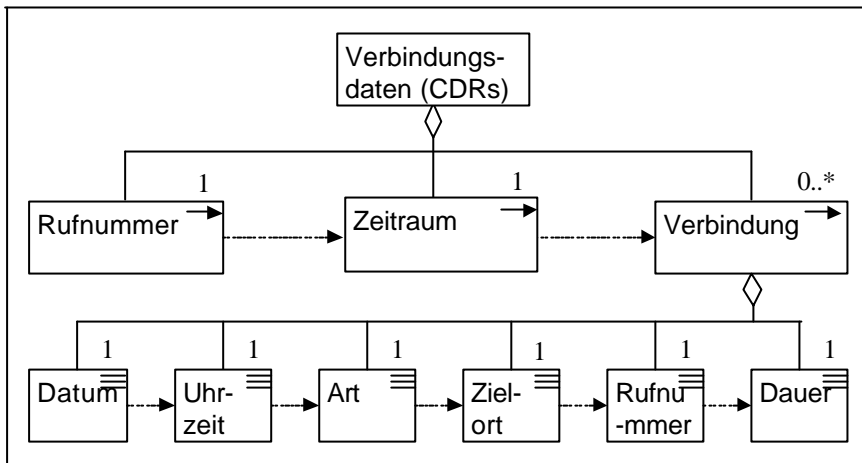 Verbindungs-
daten (CDRs)
1
1
0..*
Rufnummer
Zeitraum
Verbindung
1
1
1
1
1
1
Datum
Uhr-
zeit
Art
Ziel-
ort
Rufnu
-mmer
Dauer